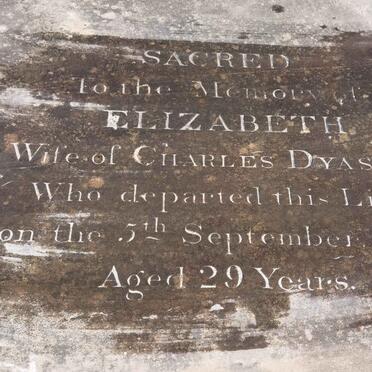 SACRED
To the Memory of
ELIZABETH
Wife of CHARLES DYAS
Who departed this Li
on the 5th September
Aged 29 Years.